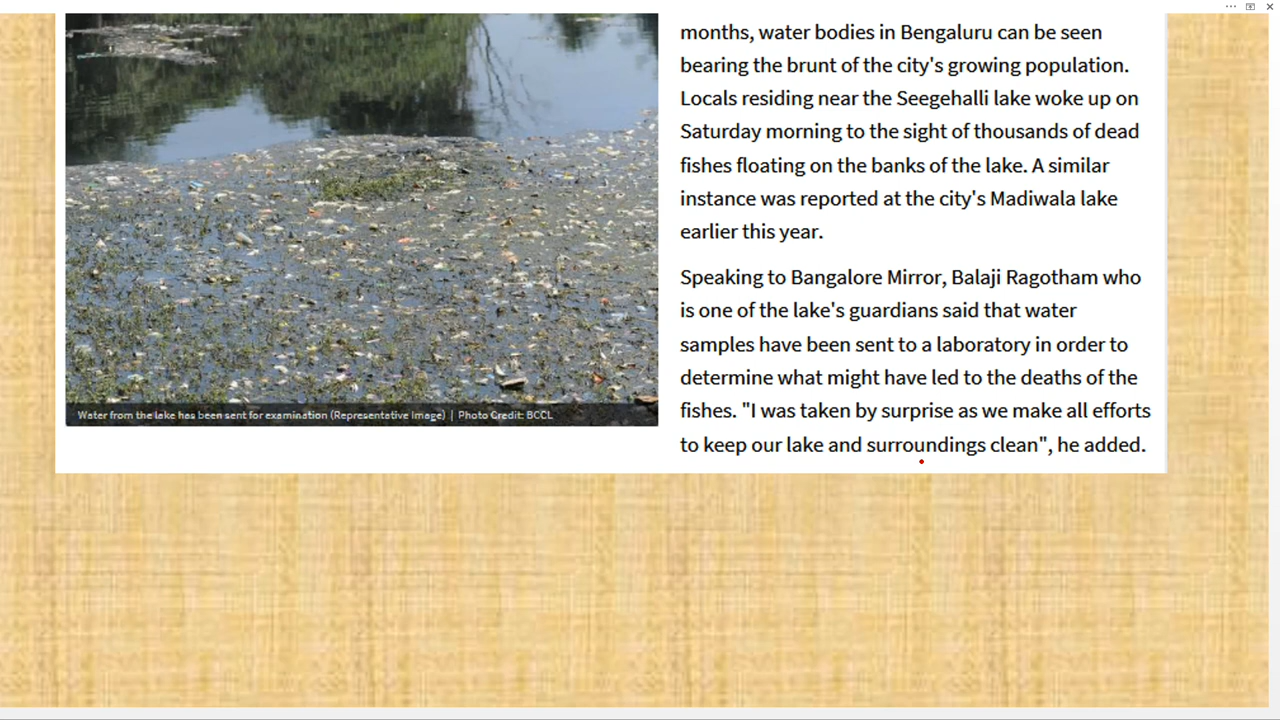 months, water bodies in Bengaluru can be seen
bearing the brunt of the city's growing population.
Locals residing near the Seegehalli lake woke up on
Saturday morning to the sight of thousands of dead
fishes floating on the banks of the lake. A similar
instance was reported at the city's Madiwala lake
earlier this year.
Speaking to Bangalore Mirror, Balaji Ragotham who
is one of the lake's guardians said that water
samples have been sent to a laboratory in order to
determine what might have led to the deaths of the
fishes. "I was taken by surprise as we make all efforts
to keep our lake and surroundings clean", he added.
Water from the lake has been sent for examination (Representative Image) | Photo Credit: BCCL